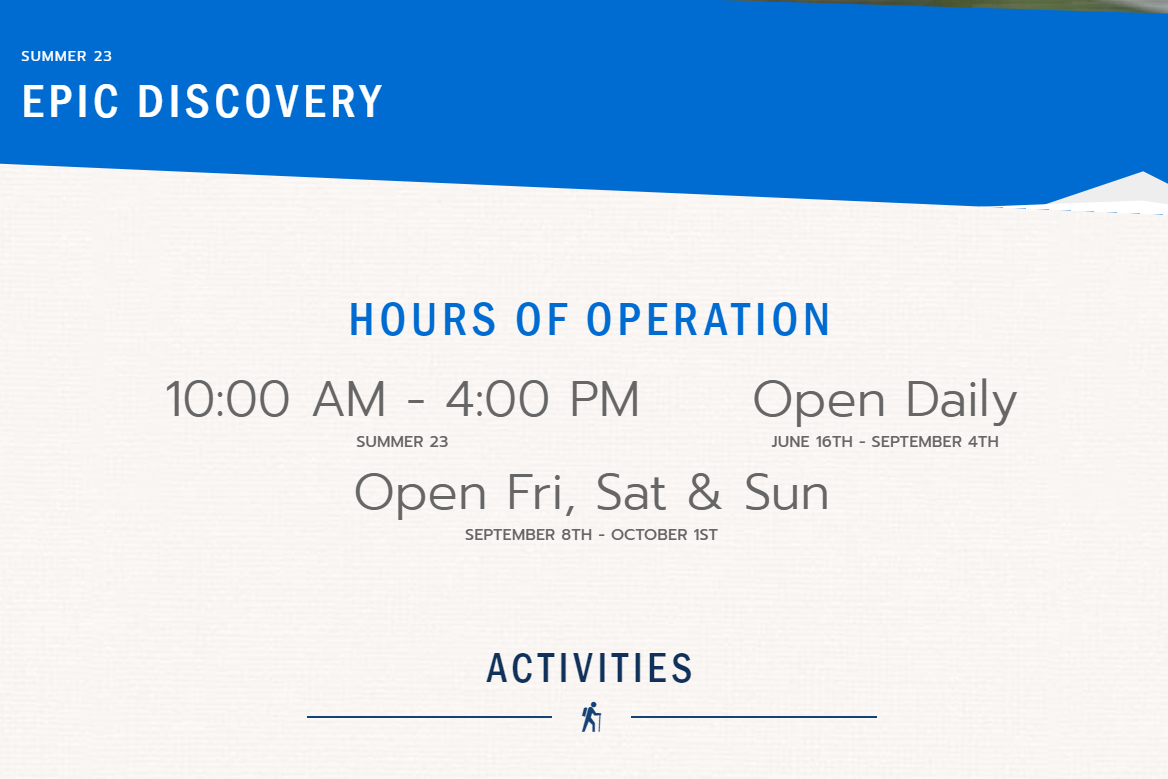 SUMMER 23
EPIC DISCOVERY
HOURS OF OPERATION
10:00 AM - 4:00 PM
SUMMER 23
Open Daily
JUNE 16TH - SEPTEMBER 4TH
Open Fri, Sat & Sun
SEPTEMBER 8TH - OCTOBER 1ST
ACTIVITIES